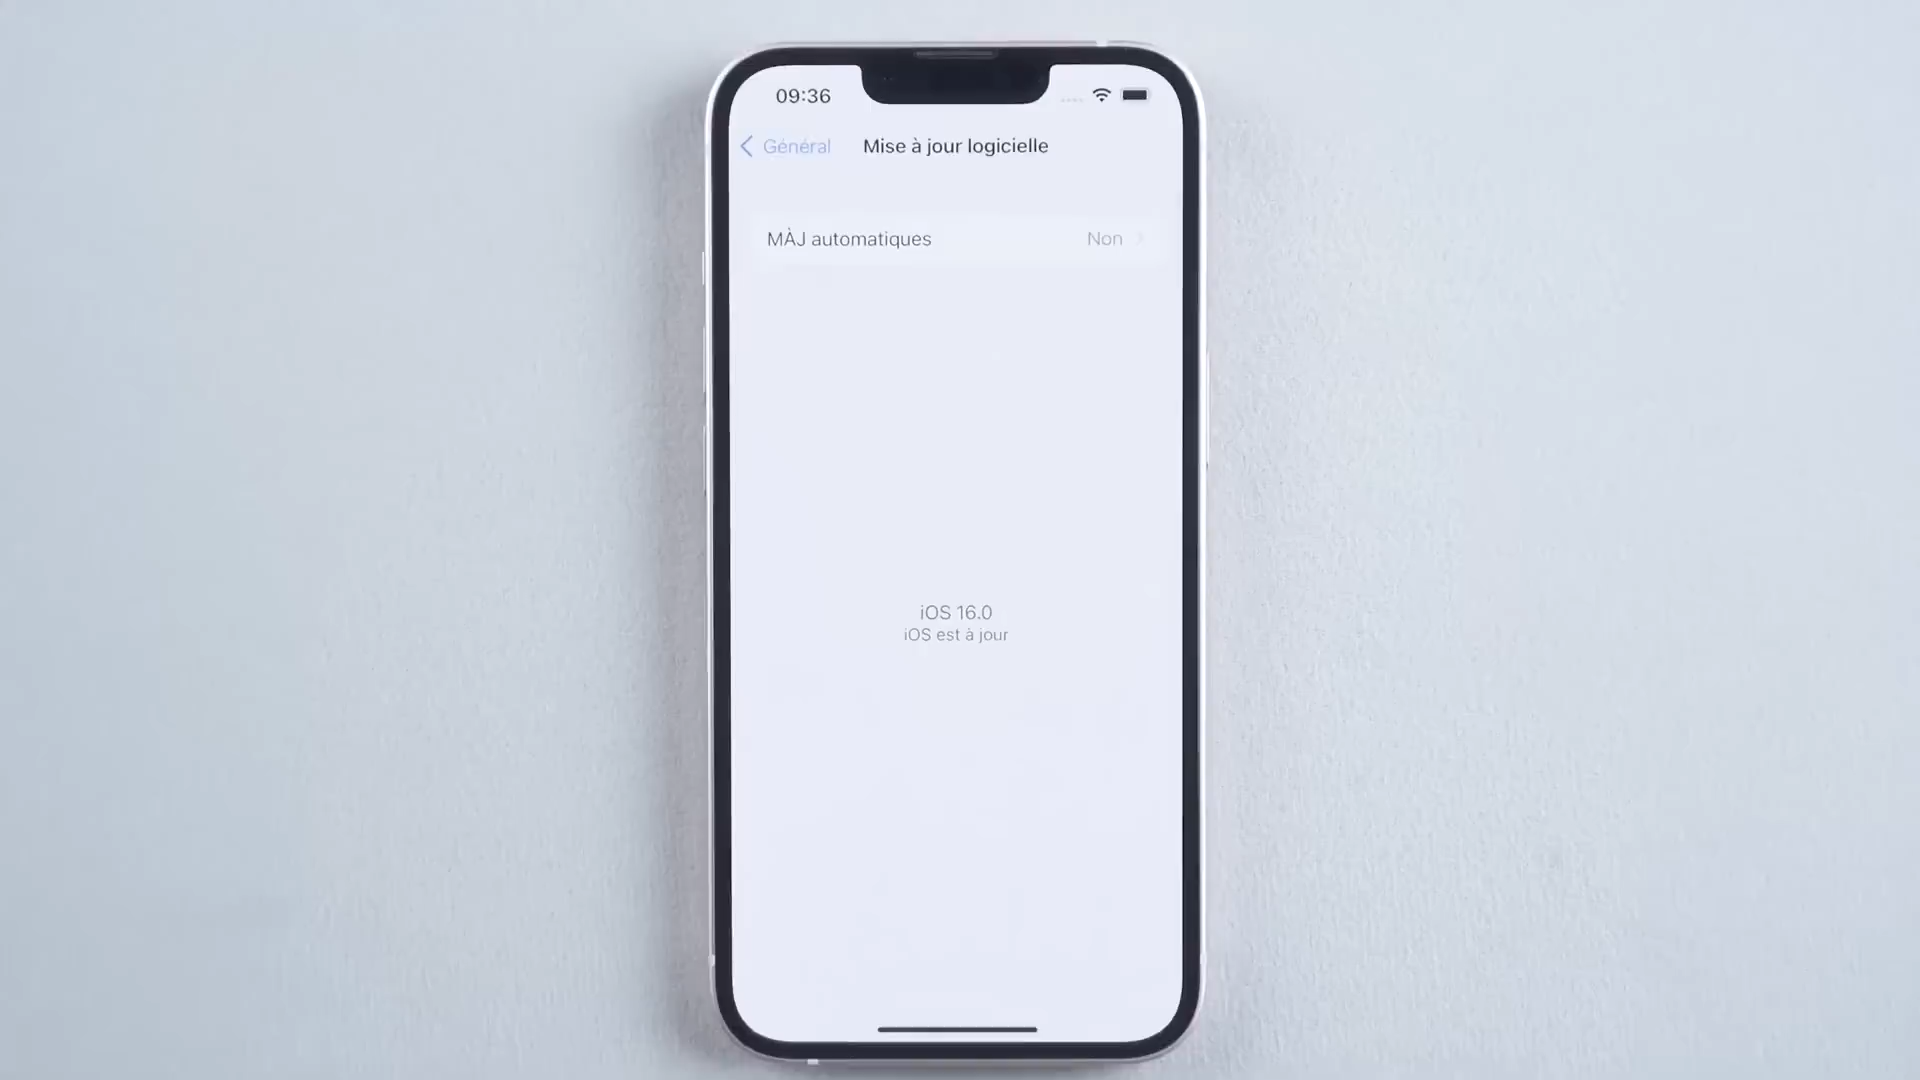 09:36
Général
Mise à jour logicielle
MÀJ automatiques
Non
iOS 16.0
iOS est à jour